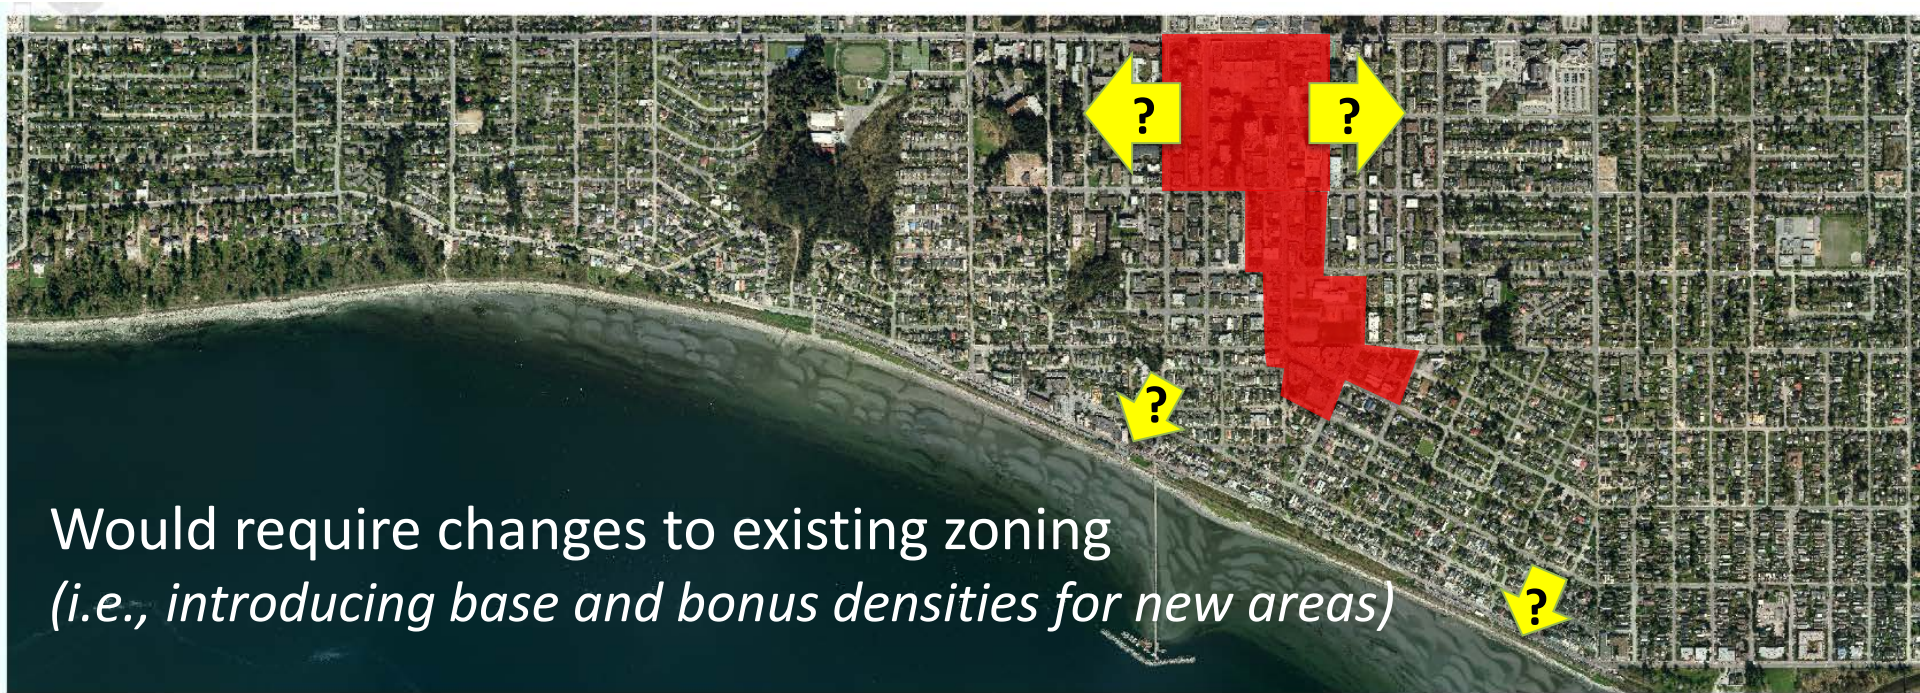 ? ?
?
Would require changes to existing zoning
(i.e., introducing base and bonus densities for new areas)
?